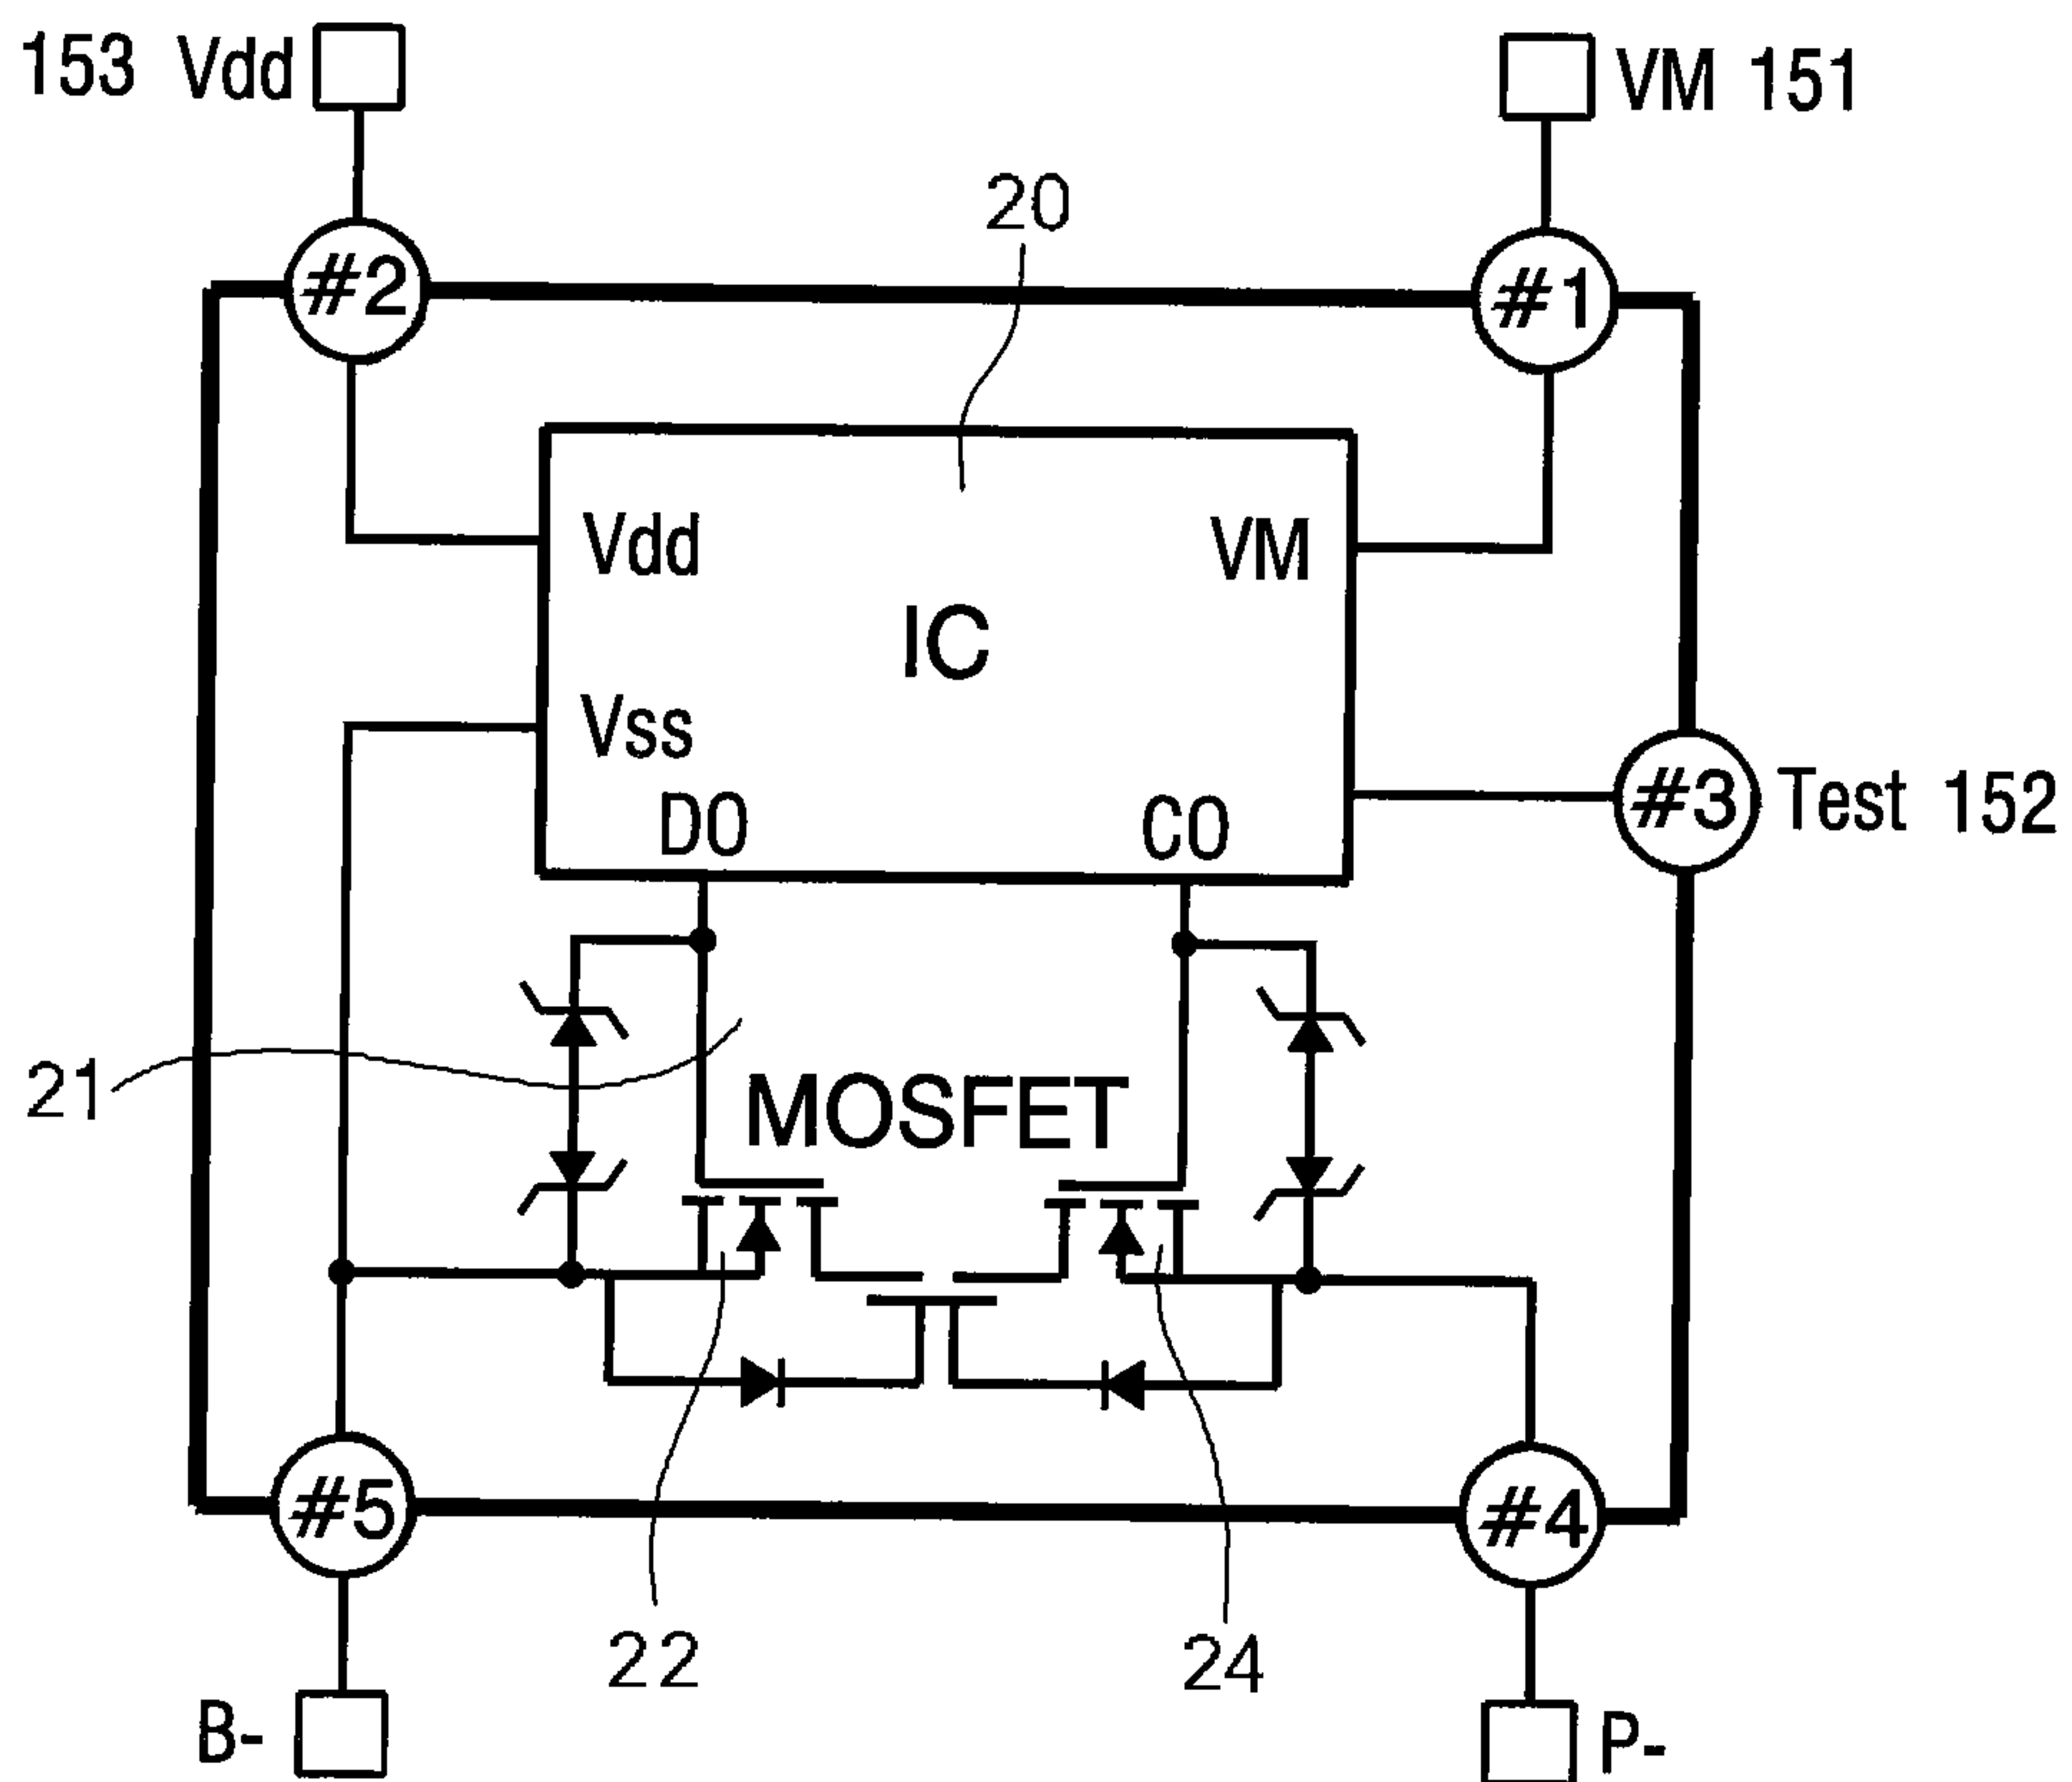 153 Vdd
VM 151
20
#2
#1
Vdd
VM
IC
Vss
DO
CO
#3 Test 152
21
MOSFET
#5
#4
22
24
B-
P-